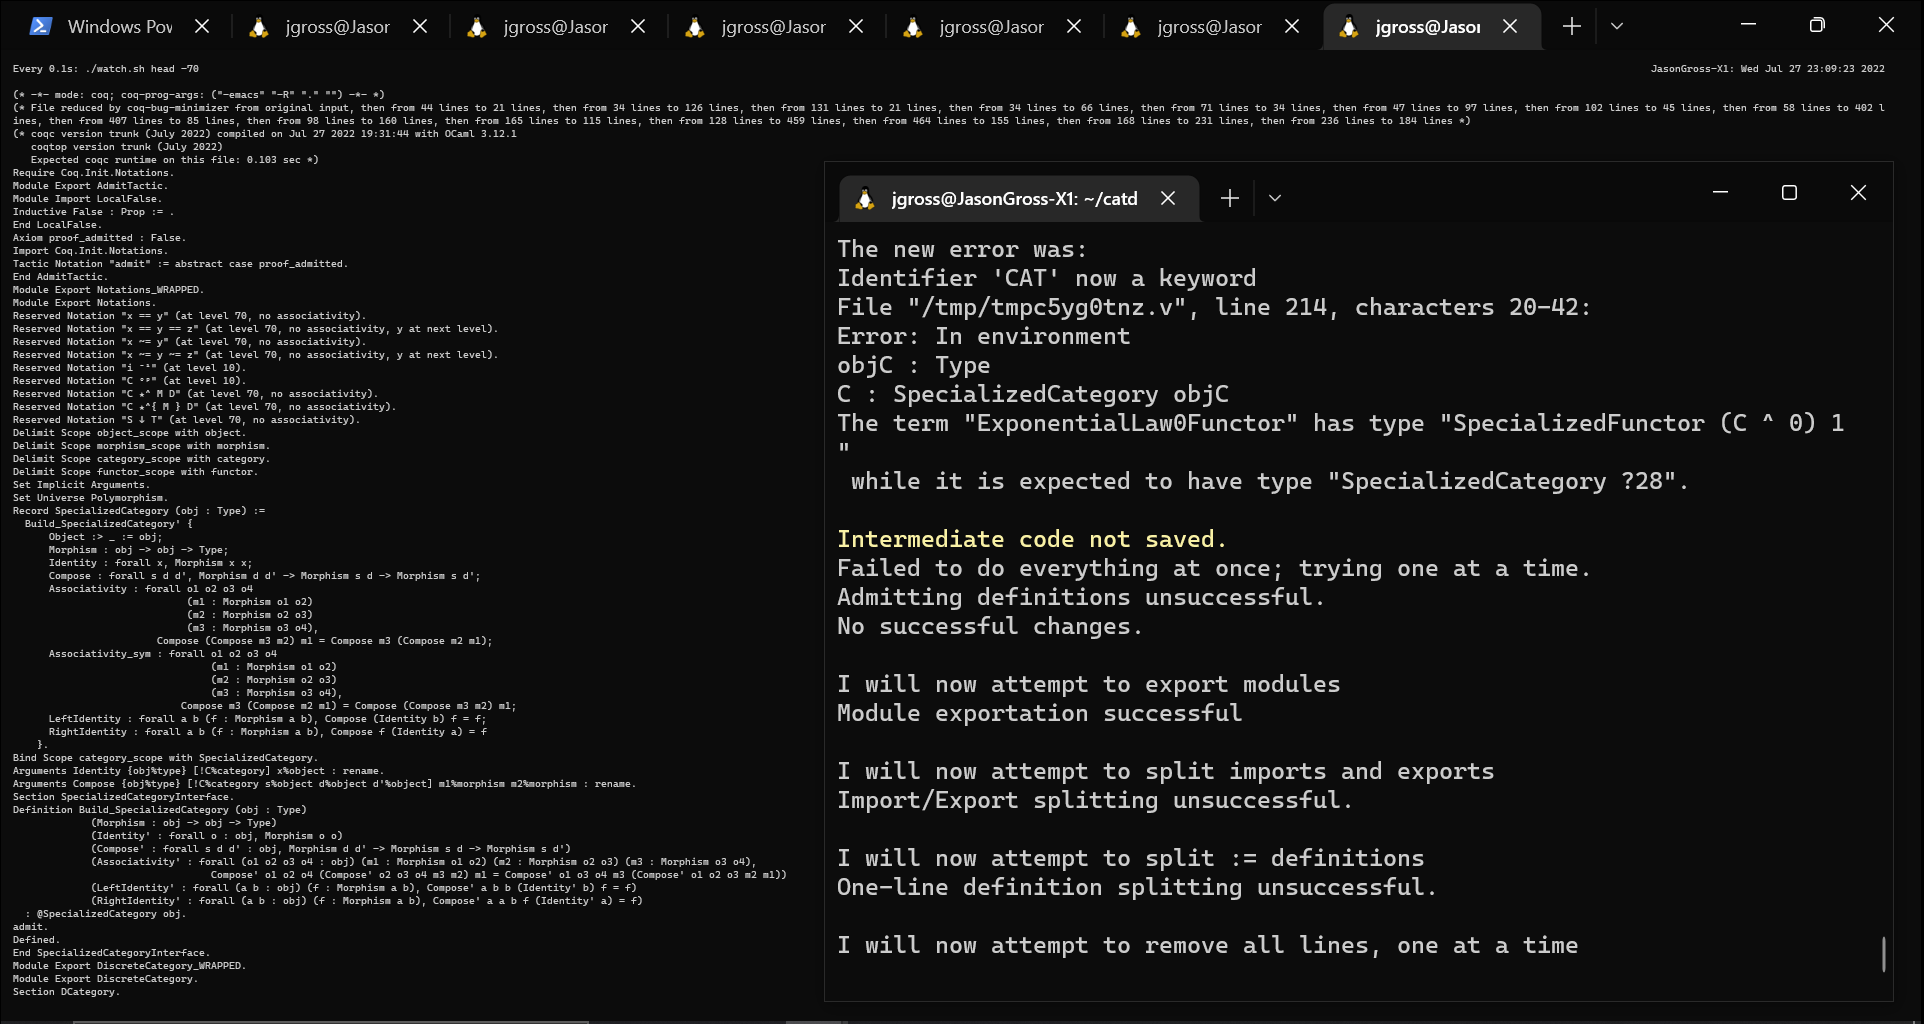 Windows Pow
jgross@Jasor
jgross@Jasor
jgross@Jasor
jgross@Jasor
jgross@Jasor
jgross@Jasor
Every 0.1s: ./watch.sh head -70
JasonGross-X1: Wed Jul 27 23:09:23 2022
(* -*- mode: coq; coq-prog-args: ("-emacs" "-R" "." "") -*- *)
(* File reduced by coq-bug-minimizer from original input, then from 44 lines to 21 lines, then from 34 lines to 126 lines, then from 131 lines to 21 lines, then from 34 lines to 66 lines, then from 71 lines to 34 lines, then from 47 lines to 97 lines, then from 102 lines to 45 lines, then from 58 lines to 402 l
ines, then from 407 lines to 85 lines, then from 98 lines to 160 lines, then from 165 lines to 115 lines, then from 128 lines to 459 lines, then from 464 lines to 155 lines, then from 168 lines to 231 lines, then from 236 lines to 184 lines *)
(* coqc version trunk (July 2022) compiled on Jul 27 2022 19:31:44 with OCaml 3.12.1
   coqtop version trunk (July 2022)
   Expected coqc runtime on this file: 0.103 sec *)
Require Coq.Init.Notations.
Module Export AdmitTactic.
Module Import LocalFalse.
Inductive False : Prop := .
End LocalFalse.
Axiom proof_admitted : False.
Import Coq.Init.Notations.
Tactic Notation "admit" := abstract case proof_admitted.
End AdmitTactic.
Module Export Notations_WRAPPED.
Module Export Notations.
Reserved Notation "x == y" (at level 70, no associativity).
Reserved Notation "x == y == z" (at level 70, no associativity, y at next level).
Reserved Notation "x ~= y" (at level 70, no associativity).
Reserved Notation "x ~= y ~= z" (at level 70, no associativity, y at next level).
Reserved Notation "i ⁻¹" (at level 10).
Reserved Notation "C ᵒᵖ" (at level 10).
Reserved Notation "C ★^ M D" (at level 70, no associativity).
Reserved Notation "C ★^{ M } D" (at level 70, no associativity).
Reserved Notation "S ↓ T" (at level 70, no associativity).
Delimit Scope object_scope with object.
Delimit Scope morphism_scope with morphism.
Delimit Scope category_scope with category.
Delimit Scope functor_scope with functor.
Set Implicit Arguments.
Set Universe Polymorphism.
Record SpecializedCategory (obj : Type) :=
  Build_SpecializedCategory' {
      Object :> _ := obj;
      Morphism : obj -> obj -> Type;
      Identity : forall x, Morphism x x;
      Compose : forall s d d', Morphism d d' -> Morphism s d -> Morphism s d';
      Associativity : forall o1 o2 o3 o4
                             (m1 : Morphism o1 o2)
                             (m2 : Morphism o2 o3)
                             (m3 : Morphism o3 o4),
                        Compose (Compose m3 m2) m1 = Compose m3 (Compose m2 m1);
      Associativity_sym : forall o1 o2 o3 o4
                                 (m1 : Morphism o1 o2)
                                 (m2 : Morphism o2 o3)
                                 (m3 : Morphism o3 o4),
                            Compose m3 (Compose m2 m1) = Compose (Compose m3 m2) m1;
      LeftIdentity : forall a b (f : Morphism a b), Compose (Identity b) f = f;
      RightIdentity : forall a b (f : Morphism a b), Compose f (Identity a) = f
    }.
Bind Scope category_scope with SpecializedCategory.
Arguments Identity {obj%type} [!C%category] x%object : rename.
Arguments Compose {obj%type} [!C%category s%object d%object d'%object] m1%morphism m2%morphism : rename.
Section SpecializedCategoryInterface.
Definition Build_SpecializedCategory (obj : Type)
             (Morphism : obj -> obj -> Type)
             (Identity' : forall o : obj, Morphism o o)
             (Compose' : forall s d d' : obj, Morphism d d' -> Morphism s d -> Morphism s d')
             (Associativity' : forall (o1 o2 o3 o4 : obj) (m1 : Morphism o1 o2) (m2 : Morphism o2 o3) (m3 : Morphism o3 o4),
                                 Compose' o1 o2 o4 (Compose' o2 o3 o4 m3 m2) m1 = Compose' o1 o3 o4 m3 (Compose' o1 o2 o3 m2 m1))
             (LeftIdentity' : forall (a b : obj) (f : Morphism a b), Compose' a b b (Identity' b) f = f)
             (RightIdentity' : forall (a b : obj) (f : Morphism a b), Compose' a a b f (Identity' a) = f)
  : @SpecializedCategory obj.
admit.
Defined.
End SpecializedCategoryInterface.
Module Export DiscreteCategory_WRAPPED.
Module Export DiscreteCategory.
Section DCategory.
jgross@JasonGross-X1: ~/catd
The new error was:
Identifier 'CAT' now a keyword
File "/tmp/tmpc5yg0tnz.v", line 214, characters 20-42:
Error: In environment
objC : Type
C : SpecializedCategory objC
The term "ExponentialLaw0Functor" has type "SpecializedFunctor (C ^ 0) 1
"
 while it is expected to have type "SpecializedCategory ?28".
Intermediate code not saved.
Failed to do everything at once; trying one at a time.
Admitting definitions unsuccessful.
No successful changes.
I will now attempt to export modules
Module exportation successful
I will now attempt to split imports and exports
Import/Export splitting unsuccessful.
I will now attempt to split := definitions
One-line definition splitting unsuccessful.
I will now attempt to remove all lines, one at a time